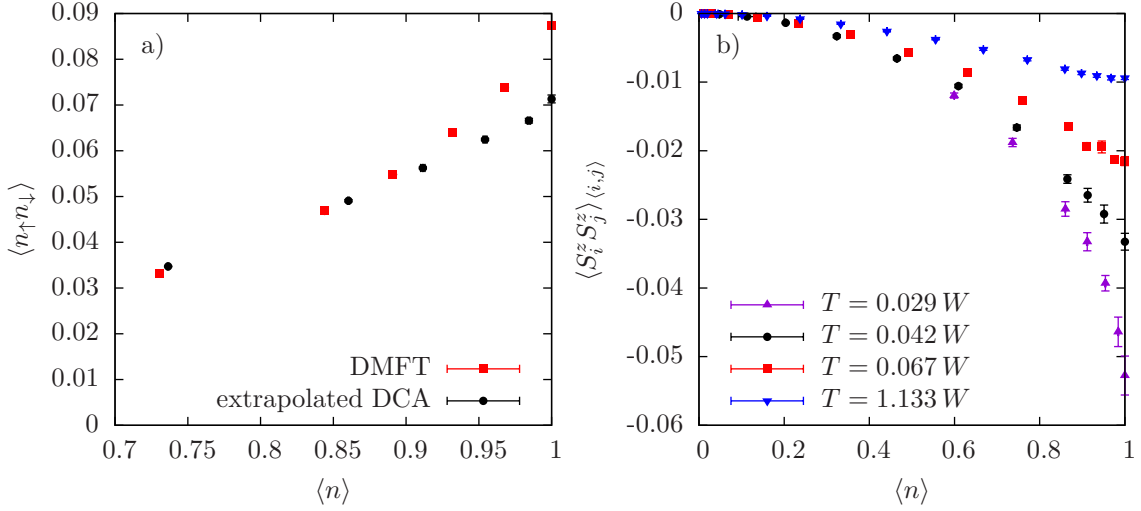 a)
0.09
0.08
0.07
0.06
0.05
0.04
0.03
0.02
0.01
0
0.7
0.75
0.8
0.85
0.9
0.95
1
⟨n↑n↓⟩
⟨n⟩
DMFT
extrapolated DCA
b)
0
-0.01
-0.02
-0.03
-0.04
-0.05
-0.06
0
0.2
0.4
0.6
0.8
1
⟨S_i^z S_j^z⟩_⟨i,j⟩
⟨n⟩
T = 0.029 W
T = 0.042 W
T = 0.067 W
T = 1.133 W